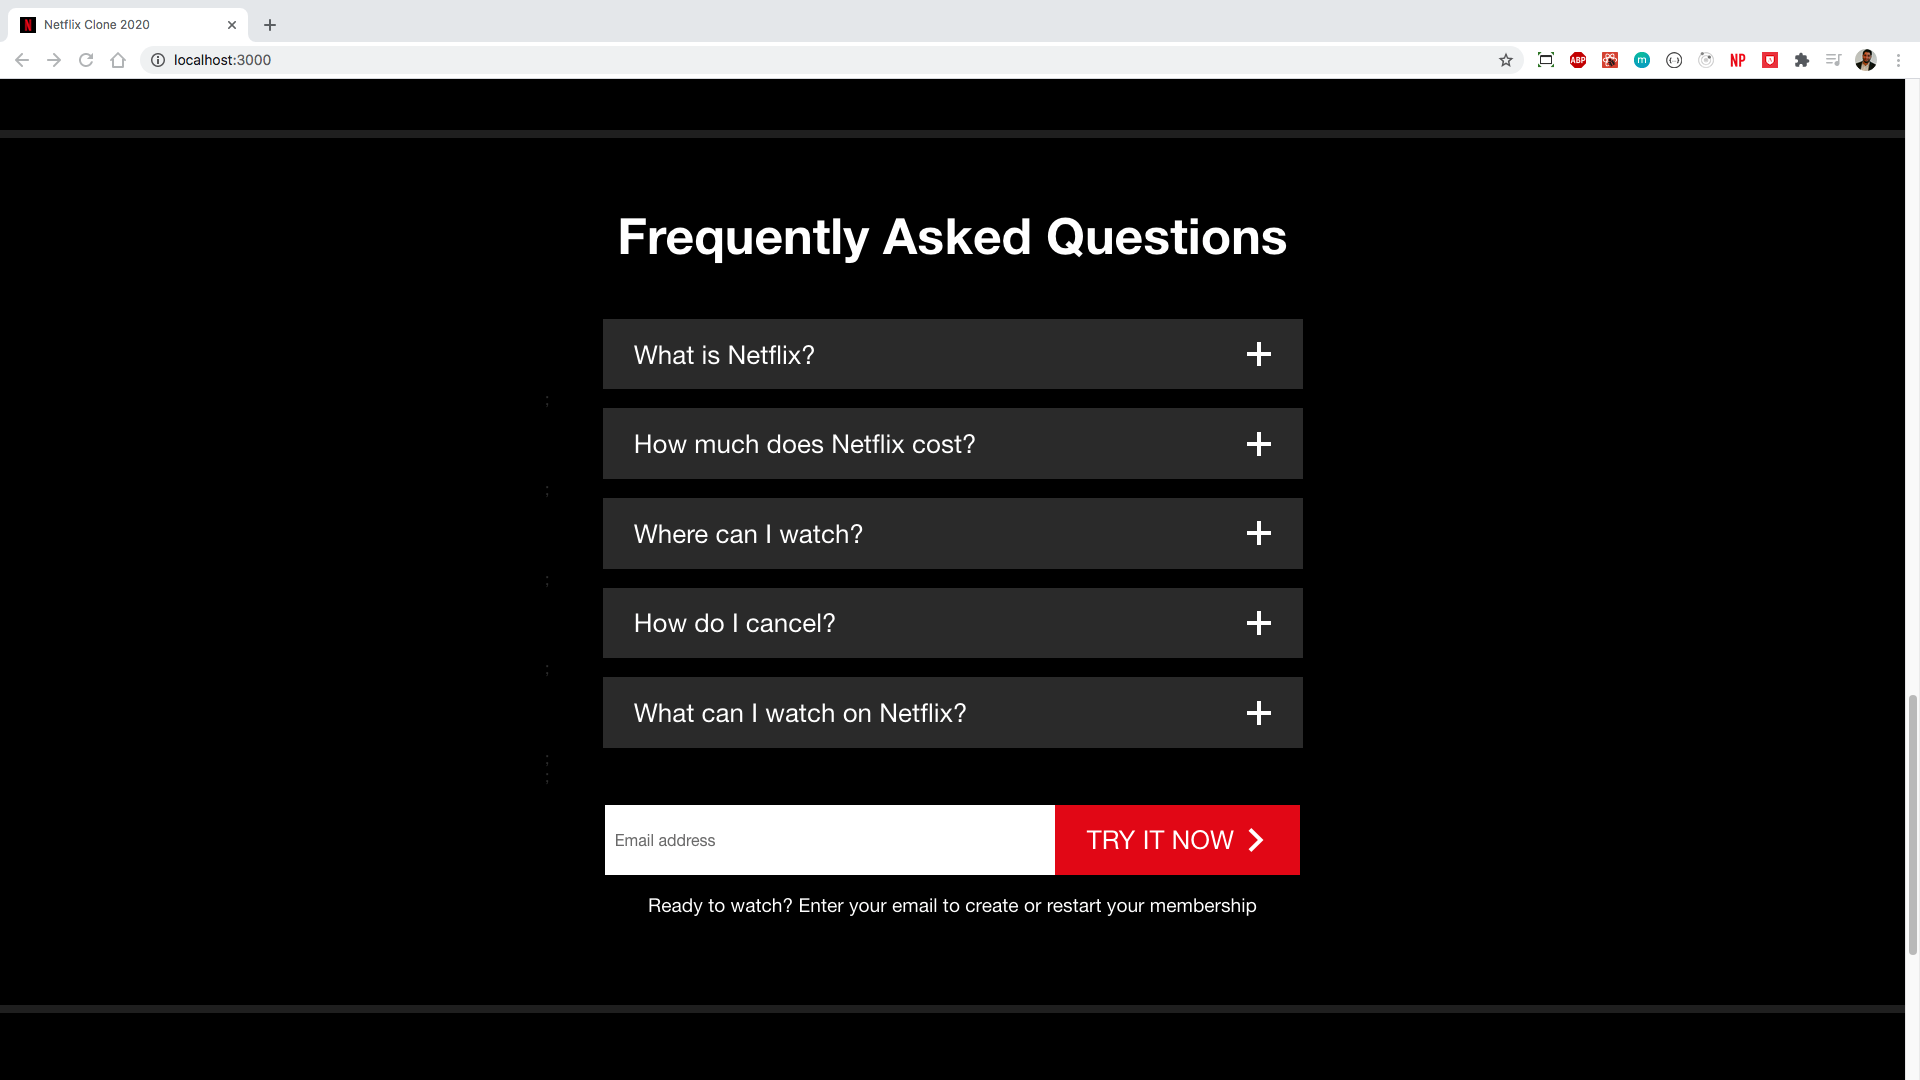 Netflix Clone 2020
localhost:3000
ABP
m
NP
Frequently Asked Questions
What is Netflix?
;
How much does Netflix cost?
;
Where can I watch?
;
How do I cancel?
;
What can I watch on Netflix?
;
;
Email address
TRY IT NOW
Ready to watch? Enter your email to create or restart your membership